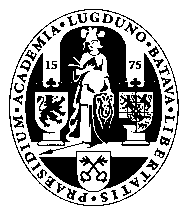 ACADEMIA · LUGDUNO · BATAVA · LIBERTATIS · PRAESIDIUM ·
15 75